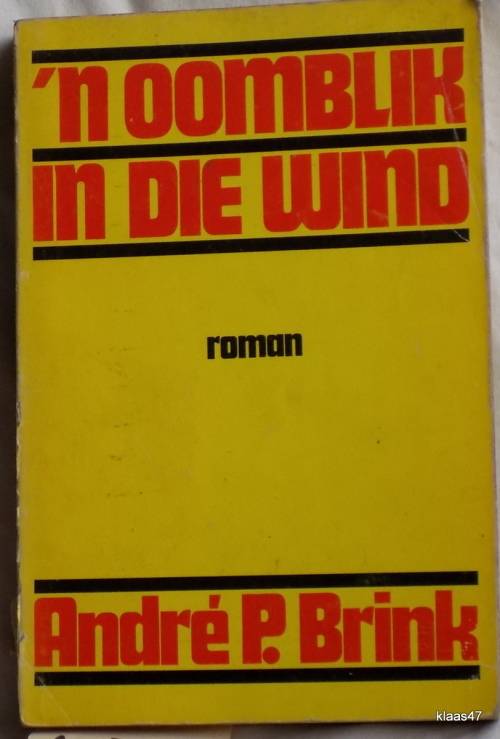 'n OOMBLIK
in DIE WIND
roman
André P. Brink
klaas47